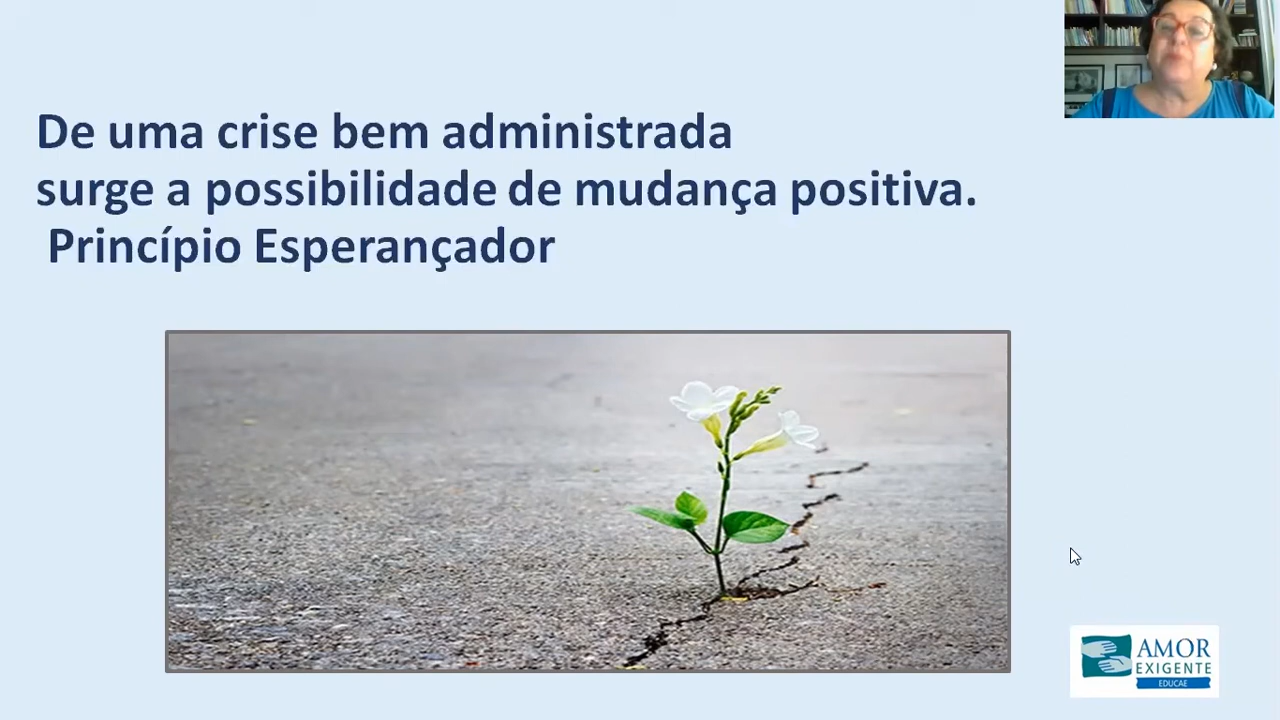 De uma crise bem administrada
surge a possibilidade de mudança positiva.
Princípio Esperançador
AMOR
EXIGENTE
EDUCAE